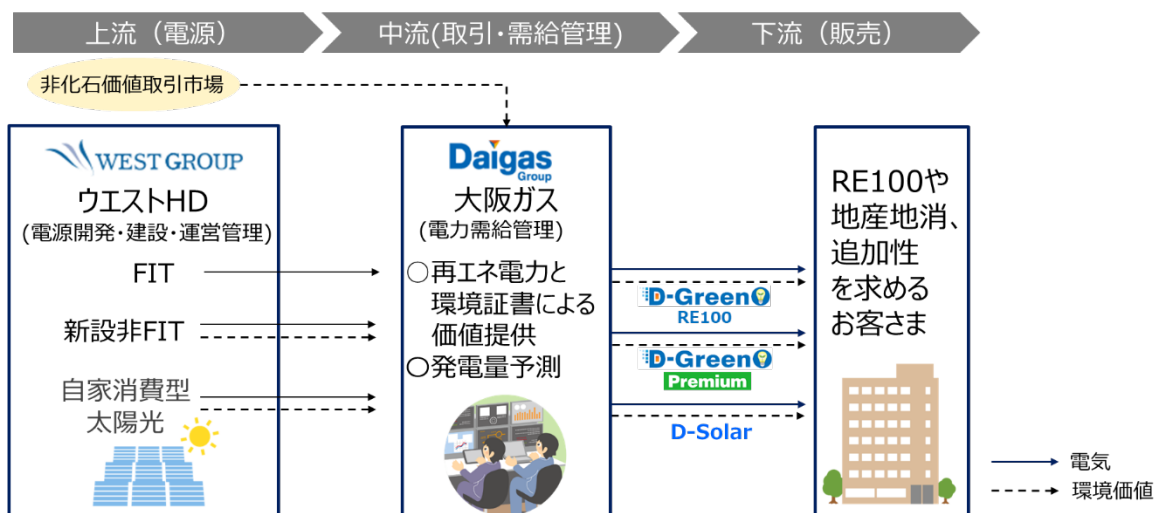 上流（電源）
中流(取引・需給管理)
下流（販売）
非化石価値取引市場
WEST GROUP
ウエストHD
(電源開発・建設・運営管理)
FIT
新設非FIT
自家消費型
太陽光
Daigas
Group
大阪ガス
(電力需給管理)
○再エネ電力と
環境証書による
価値提供
○発電量予測
D-Green
RE100
D-Green
Premium
D-Solar
RE100や
地産地消、
追加性
を求める
お客さま
電気
環境価値